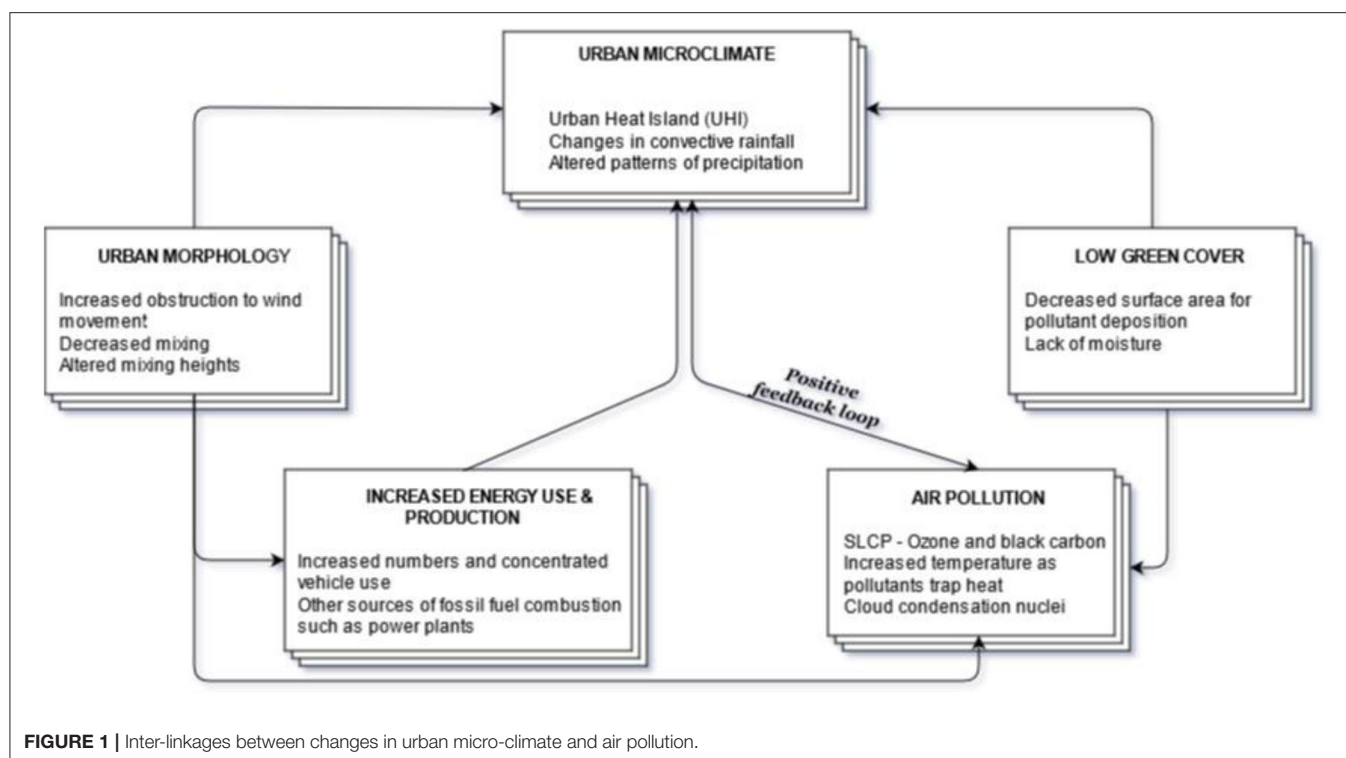 URBAN MICROCLIMATE
Urban Heat Island (UHI)
Changes in convective rainfall
Altered patterns of precipitation
URBAN MORPHOLOGY
Increased obstruction to wind
movement
Decreased mixing
Altered mixing heights
LOW GREEN COVER
Decreased surface area for
pollutant deposition
Lack of moisture
Positive
feedback loop
INCREASED ENERGY USE &
PRODUCTION
Increased numbers and concentrated
vehicle use
Other sources of fossil fuel combustion
such as power plants
AIR POLLUTION
SLCP - Ozone and black carbon
Increased temperature as
pollutants trap heat
Cloud condensation nuclei
FIGURE 1 | Inter-linkages between changes in urban micro-climate and air pollution.